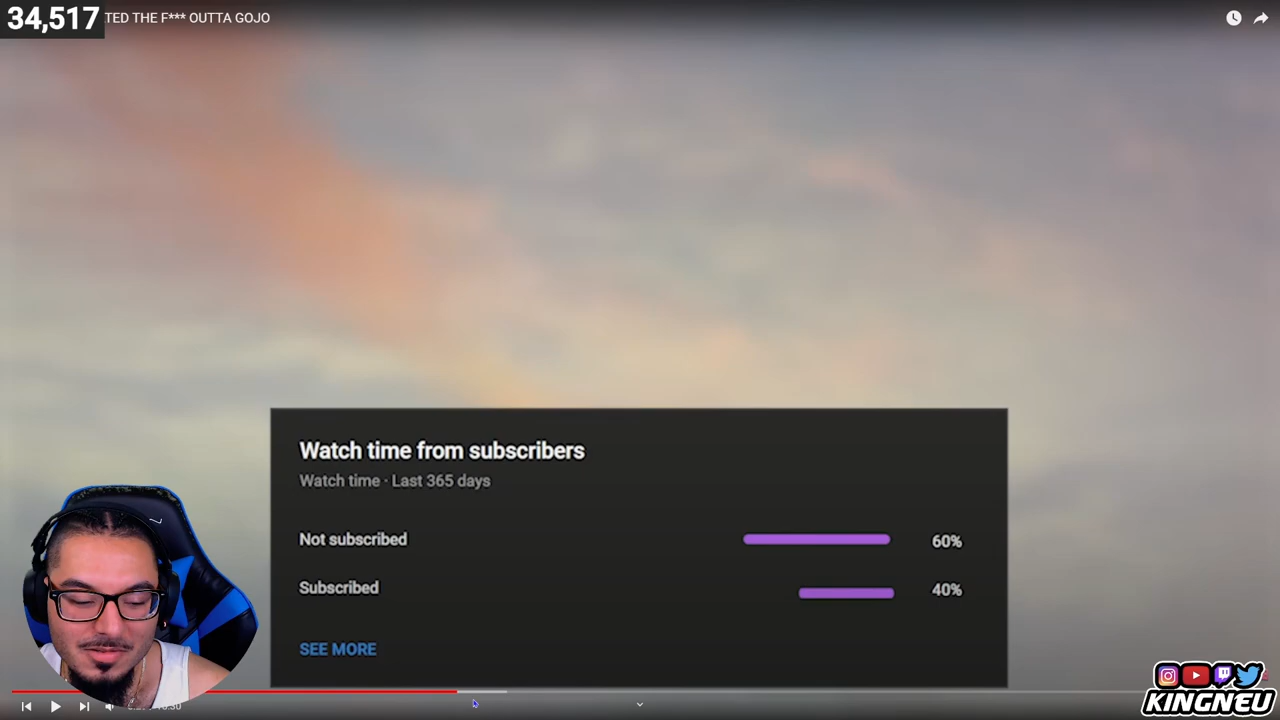 34,517
TED THE F*** OUTTA GOJO
Watch time from subscribers
Watch time · Last 365 days
Not subscribed
60%
Subscribed
40%
SEE MORE
KINGNEU